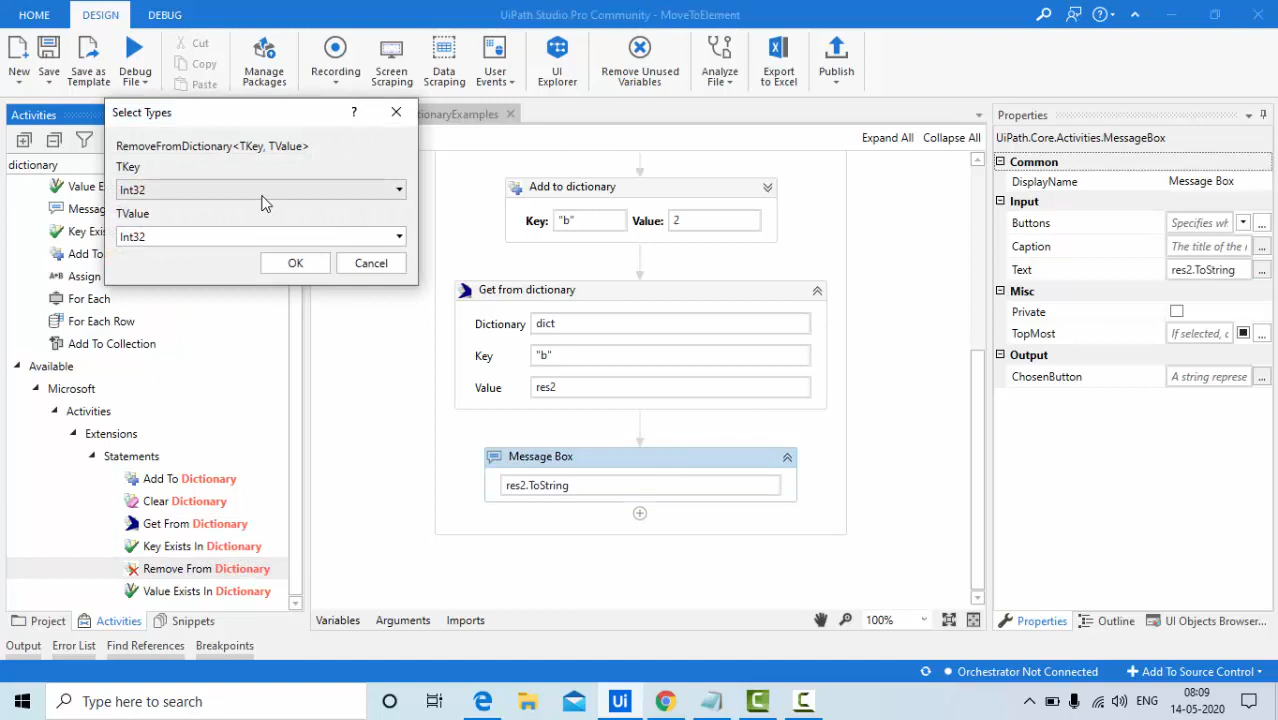 HOME DESIGN DEBUG UiPath Studio Pro Community - MoveToElement
New Save Save as Template Debug File Cut Copy Paste Manage Packages Recording Screen Scraping Data Scraping User Events UI Explorer Remove Unused Variables Analyze File Export to Excel Publish
Activities
dictionary
Value E
Messag
Key Exis
Add To
Assign
For Each
For Each Row
Add To Collection
Available
Microsoft
Activities
Extensions
Statements
Add To Dictionary
Clear Dictionary
Get From Dictionary
Key Exists In Dictionary
Remove From Dictionary
Value Exists In Dictionary
Project Activities Snippets
Select Types ?
RemoveFromDictionary<TKey, TValue>
TKey
Int32
TValue
Int32
OK Cancel
tionaryExamples
Expand All Collapse All
Add to dictionary
Key: "b" Value: 2
Get from dictionary
Dictionary dict
Key "b"
Value res2
Message Box
res2.ToString
Variables Arguments Imports 100%
Properties
UiPath.Core.Activities.MessageBox
Common
DisplayName Message Box
Input
Buttons Specifies wh ...
Caption The title of the ...
Text res2.ToString ...
Misc
Private
TopMost If selected, c ...
Output
ChosenButton A string represe ...
Properties Outline UI Objects Browser...
Output Error List Find References Breakpoints
Orchestrator Not Connected Add To Source Control
Type here to search
Ui
ENG
08:09
14-05-2020